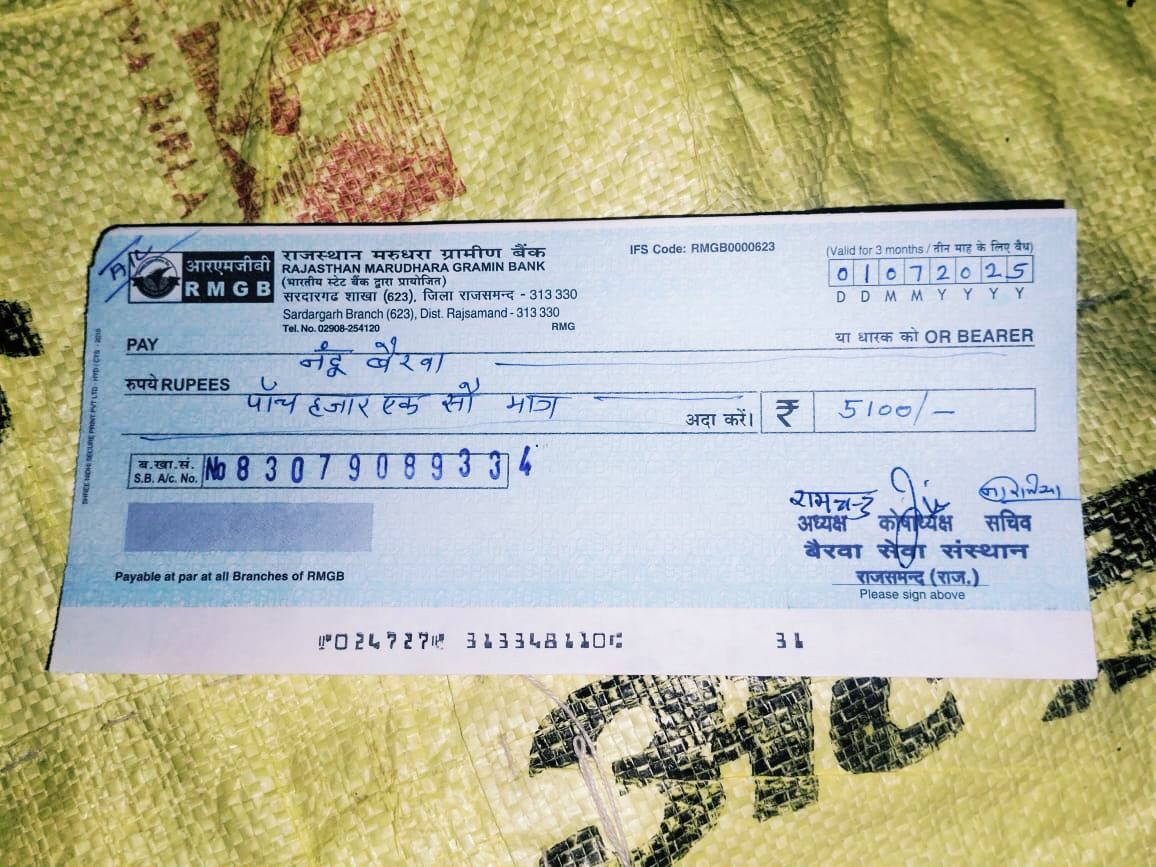 A/C
आरएमजीबी
RMGB
राजस्थान मरुधरा ग्रामीण बैंक
RAJASTHAN MARUDHARA GRAMIN BANK
(भारतीय स्टेट बैंक द्वारा प्रायोजित)
सरदारगढ शाखा (623), जिला राजसमन्द - 313 330
Sardargarh Branch (623), Dist. Rajsamand - 313 330
Tel. No. 02908-254120 RMG
IFS Code: RMGB0000623
(Valid for 3 months / तीन माह के लिए वैध)
01072025
D D M M Y Y Y Y
PAY नंदू बैरवा या धारक को OR BEARER
रुपये RUPEES पाँच हजार एक सौ मात्र अदा करें। ₹ 5100/-
ब.खा.सं.
S.B. A/c. No. No 83079089334
रामचन्द्र
अध्यक्ष कोषाध्यक्ष सचिव
बैरवा सेवा संस्थान
राजसमन्द (राज.)
Please sign above
Payable at par at all Branches of RMGB
024727 313348110 31
BIRLA